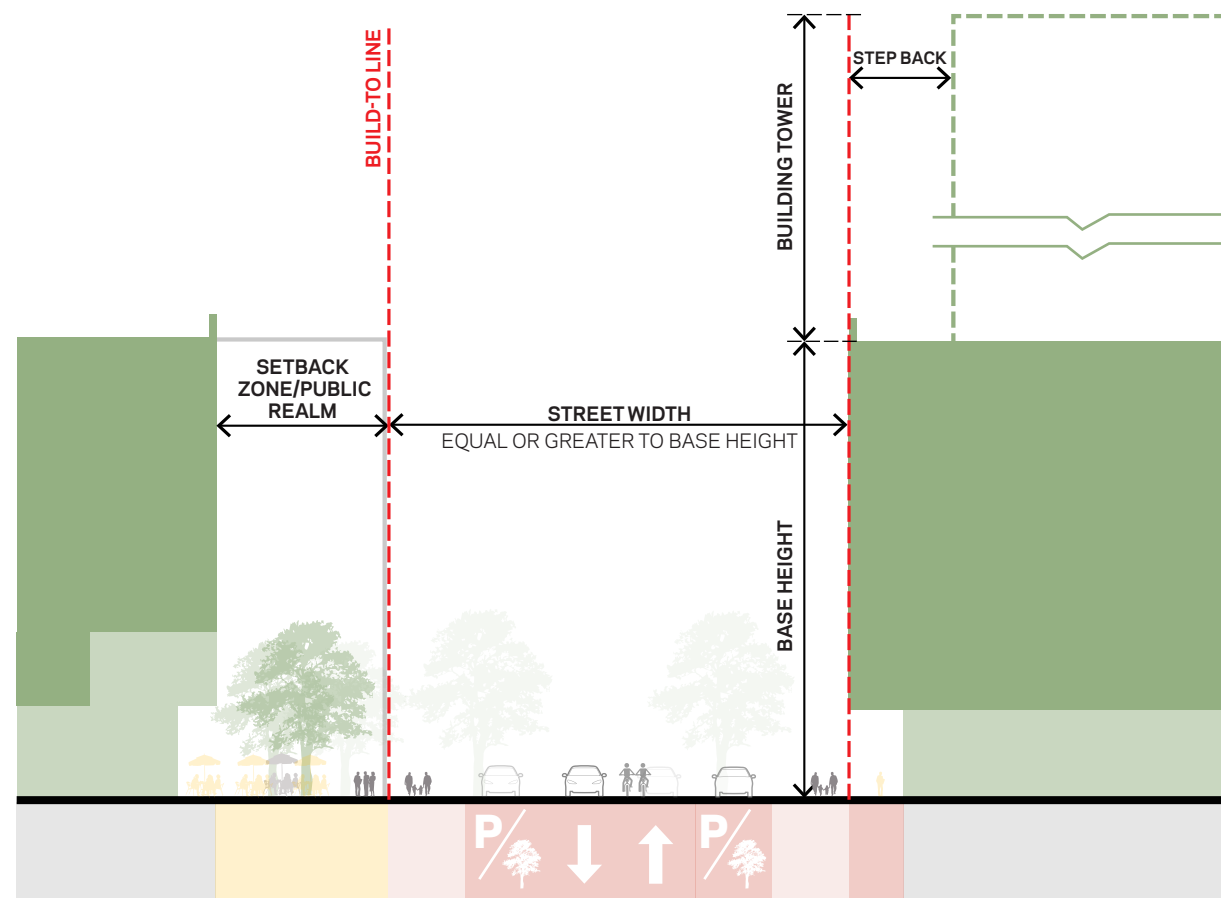 BUILD-TO LINE
STEP BACK
BUILDING TOWER
SETBACK
ZONE/PUBLIC
REALM
STREET WIDTH
EQUAL OR GREATER TO BASE HEIGHT
BASE HEIGHT
P
P